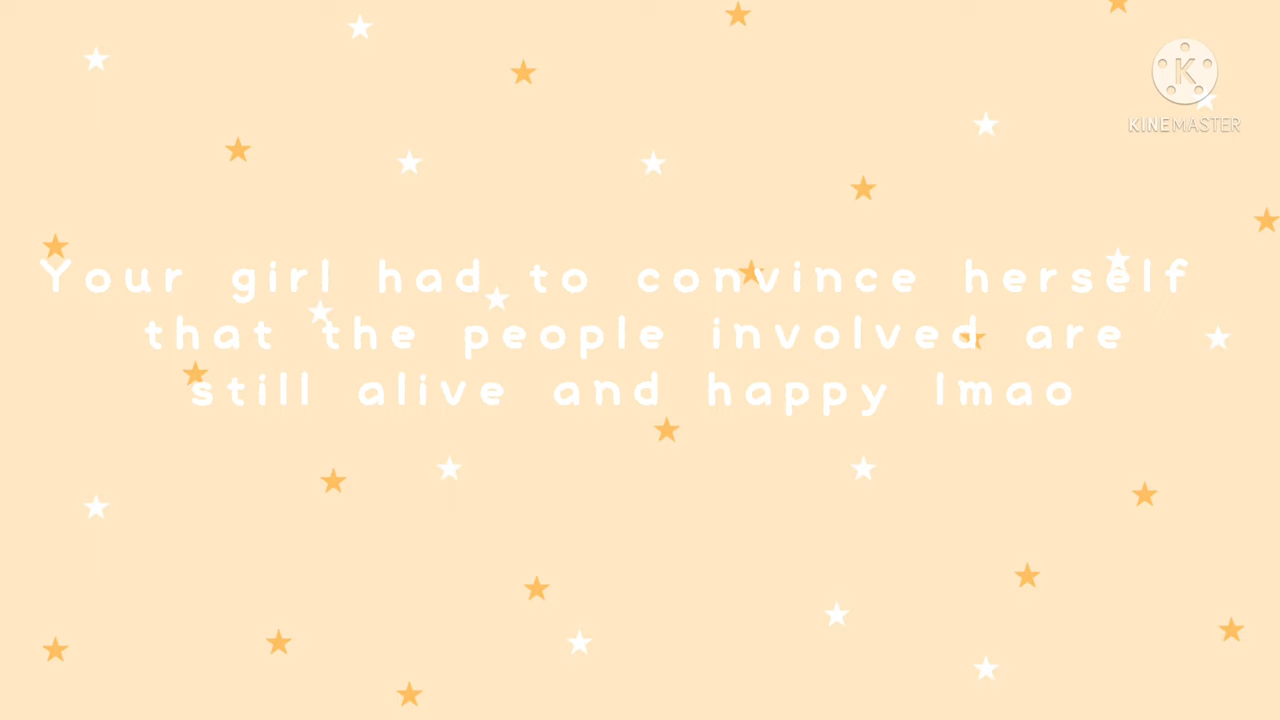 KINEMASTER
Your girl had to convince herself
that the people involved are
still alive and happy lmao